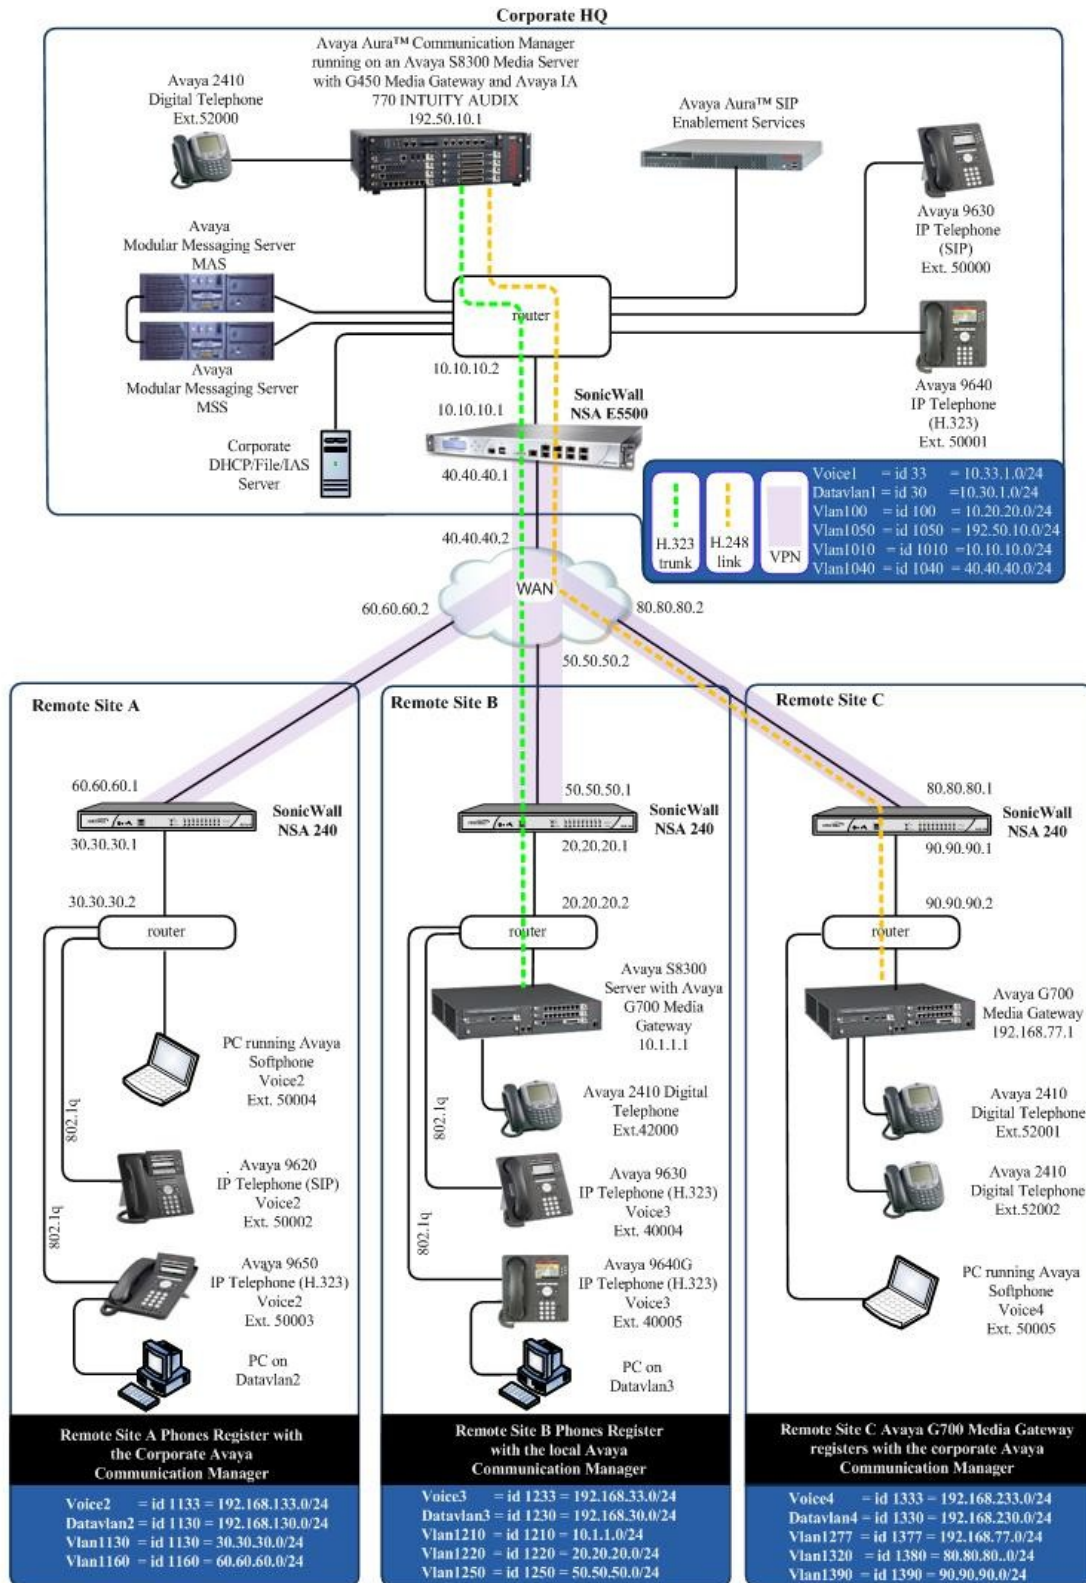 Corporate HQ
Avaya Aura™ Communication Manager
running on an Avaya S8300 Media Server
with G450 Media Gateway and Avaya IA
770 INTUITY AUDIX
192.50.10.1
Avaya 2410
Digital Telephone
Ext.52000
Avaya Aura™ SIP
Enablement Services
Avaya 9630
IP Telephone
(SIP)
Ext. 50000
Avaya
Modular Messaging Server
MAS
Avaya
Modular Messaging Server
MSS
router
10.10.10.2
10.10.10.1
SonicWall
NSA E5500
Avaya 9640
IP Telephone
(H.323)
Ext. 50001
Corporate
DHCP/File/IAS
Server
40.40.40.1
40.40.40.2
H.323
trunk
H.248
link
VPN
Voice1 = id 33 = 10.33.1.0/24
Datavlan1 = id 30 =10.30.1.0/24
Vlan100 = id 100 = 10.20.20.0/24
Vlan1050 = id 1050 = 192.50.10.0/24
Vlan1010 = id 1010 =10.10.10.0/24
Vlan1040 = id 1040 = 40.40.40.0/24
WAN
60.60.60.2
80.80.80.2
50.50.50.2
Remote Site A
60.60.60.1
SonicWall
NSA 240
30.30.30.1
30.30.30.2
router
PC running Avaya
Softphone
Voice2
Ext. 50004
802.1q
Avaya 9620
IP Telephone (SIP)
Voice2
Ext. 50002
802.1q
Avaya 9650
IP Telephone (H.323)
Voice2
Ext. 50003
PC on
Datavlan2
Remote Site A Phones Register with
the Corporate Avaya
Communication Manager
Voice2 = id 1133 = 192.168.133.0/24
Datavlan2 = id 1130 = 192.168.130.0/24
Vlan1130 = id 1130 = 30.30.30.0/24
Vlan1160 = id 1160 = 60.60.60.0/24
Remote Site B
50.50.50.1
SonicWall
NSA 240
20.20.20.1
20.20.20.2
router
Avaya S8300
Server with Avaya
G700 Media
Gateway
10.1.1.1
Avaya 2410 Digital
Telephone
Ext.42000
802.1q
Avaya 9630
IP Telephone (H.323)
Voice3
Ext. 40004
802.1q
Avaya 9640G
IP Telephone (H.323)
Voice3
Ext. 40005
PC on
Datavlan3
Remote Site B Phones Register
with the local Avaya
Communication Manager
Voice3 = id 1233 = 192.168.33.0/24
Datavlan3 = id 1230 = 192.168.30.0/24
Vlan1210 = id 1210 = 10.1.1.0/24
Vlan1220 = id 1220 = 20.20.20.0/24
Vlan1250 = id 1250 = 50.50.50.0/24
Remote Site C
80.80.80.1
SonicWall
NSA 240
90.90.90.1
90.90.90.2
router
Avaya G700
Media Gateway
192.168.77.1
Avaya 2410
Digital Telephone
Ext.52001
Avaya 2410
Digital Telephone
Ext.52002
PC running Avaya
Softphone
Voice4
Ext. 50005
Remote Site C Avaya G700 Media Gateway
registers with the corporate Avaya
Communication Manager
Voice4 = id 1333 = 192.168.233.0/24
Datavlan4 = id 1330 = 192.168.230.0/24
Vlan1277 = id 1377 = 192.168.77.0/24
Vlan1320 = id 1380 = 80.80.80..0/24
Vlan1390 = id 1390 = 90.90.90.0/24